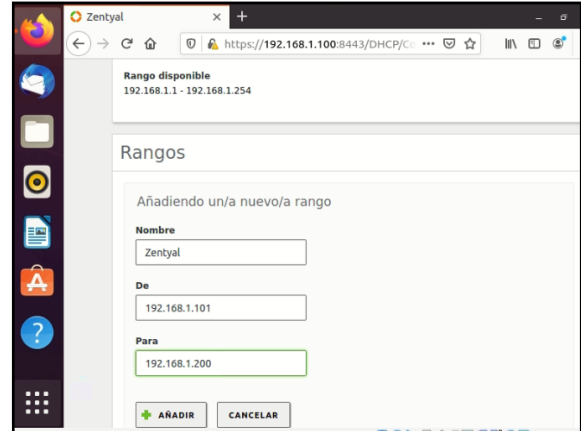 Zentyal
https://192.168.1.100:8443/DHCP/Co
Rango disponible
192.168.1.1 - 192.168.1.254
Rangos
Añadiendo un/a nuevo/a rango
Nombre
Zentyal
De
192.168.1.101
Para
192.168.1.200
AÑADIR CANCELAR